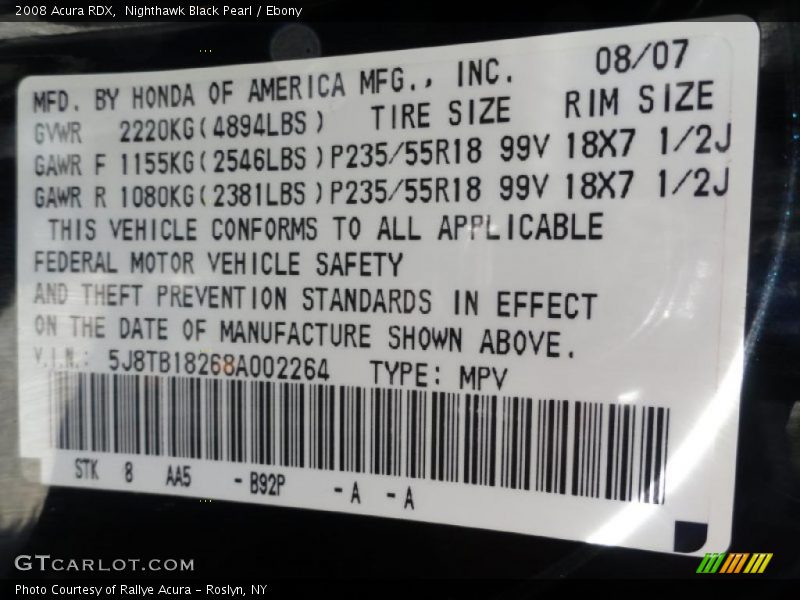 2008 Acura RDX,  Nighthawk Black Pearl / Ebony
MFD. BY HONDA OF AMERICA MFG., INC. 08/07
GVWR 2220KG(4894LBS) TIRE SIZE RIM SIZE
GAWR F 1155KG(2546LBS)P235/55R18 99V 18X7 1/2J
GAWR R 1080KG(2381LBS)P235/55R18 99V 18X7 1/2J
THIS VEHICLE CONFORMS TO ALL APPLICABLE
FEDERAL MOTOR VEHICLE SAFETY
AND THEFT PREVENTION STANDARDS IN EFFECT
ON THE DATE OF MANUFACTURE SHOWN ABOVE.
V.I.N.: 5J8TB18268A002264 TYPE: MPV
STK 8 AA5 -B92P -A -A
GTCARLOT.COM
Photo Courtesy of Rallye Acura - Roslyn, NY